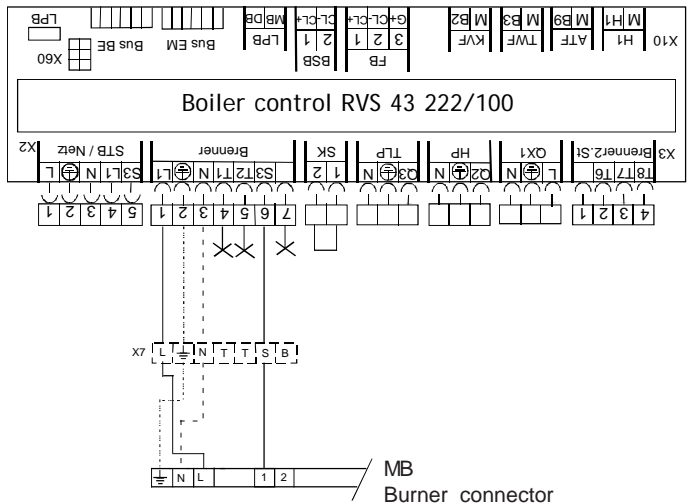 LPB
X60
Bus BE
Bus EM
DB MB
LPB
CL+ CL-
2 1
BSB
CL+ CL- G+
1 2 3
FB
B2 M
KVF
B3 M
TWF
B9 M
ATF
H1 M
H1
X10
Boiler control RVS 43 222/100
X2
STB / Netz
Brenner
SK
TLP
HP
QX1
Brenner2.St
X3
L N L1 S3
L1 N T1 T2 S3
2 1
N Q3
N Q2
N L
T6 T7 T8
1 2 3 4 5
1 2 3 4 5 6 7
1 2 3 4
X7 L N T T S B
N L 1 2
MB
Burner connector